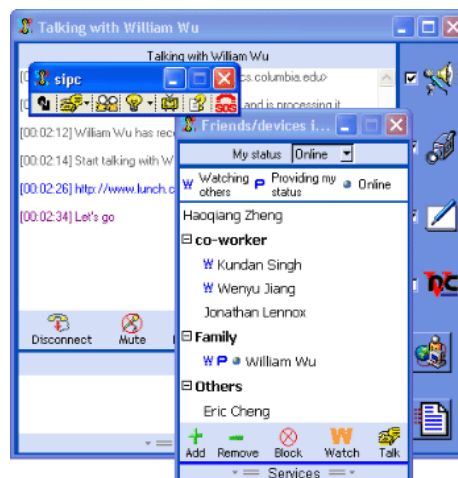 Talking with William Wu
Talking with William Wu
cs.columbia.edu>
sipc
SOS
and is processing it
[00:02:12] William Wu has rec
[00:02:14] Start talking with W
[00:02:26] http://www.lunch.c
[00:02:34] Let's go
Disconnect
Mute
Friends/devices i...
My status
Online
W Watching others
P Providing my status
Online
Haoqiang Zheng
co-worker
W Kundan Singh
W Wenyu Jiang
Jonathan Lennox
Family
W P William Wu
Others
Eric Cheng
Add Remove Block Watch Talk
Services